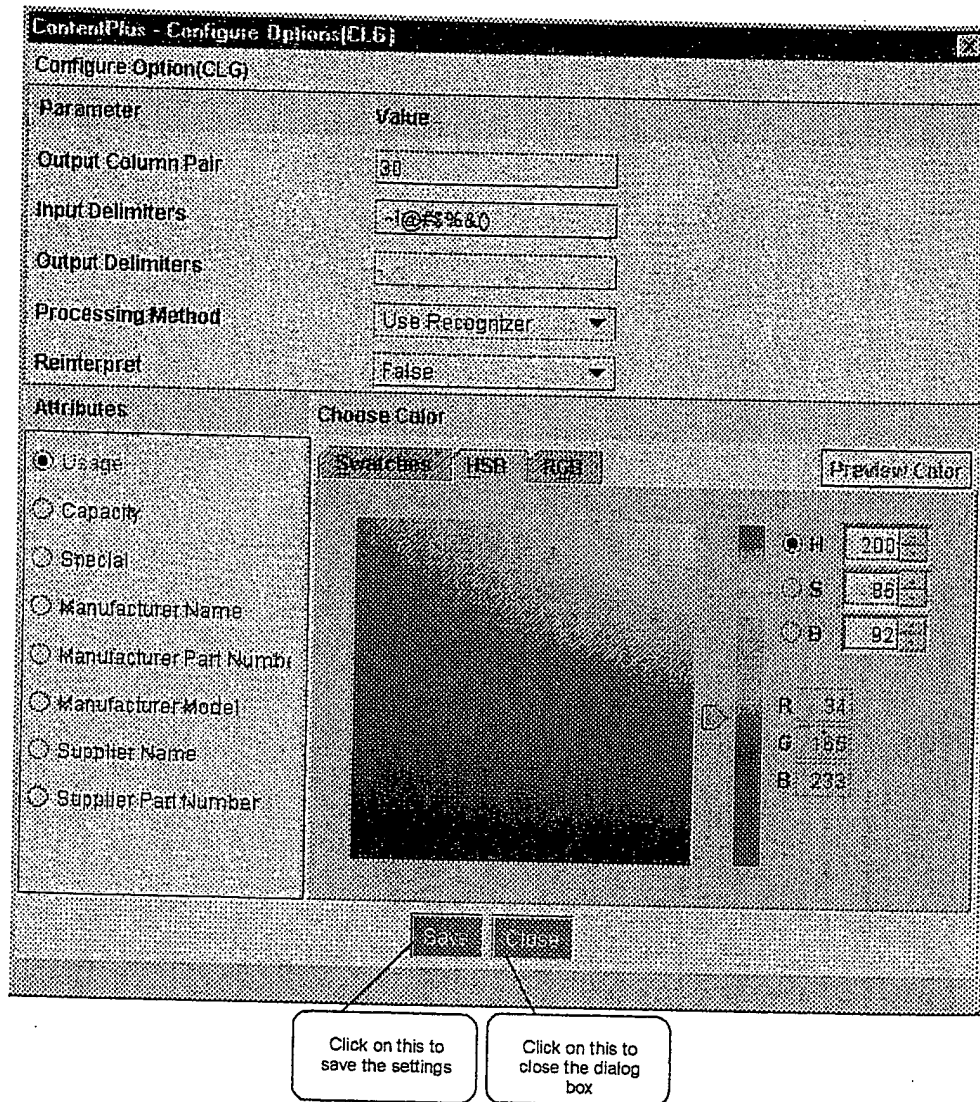 ContentPlus - Configure Options(CLG)
Configure Option(CLG)
Parameter Value
Output Column Pair 30
Input Delimiters ~!@#$%&()
Output Delimiters
Processing Method Use Recognizer
Reinterpret False
Attributes Choose Color
Usage
Capacity
Special
Manufacturer Name
Manufacturer Part Numbe
Manufacturer Model
Supplier Name
Supplier Part Number
Swatches HSB RGB
Preview Color
H 200
S 86
B 92
R 34
G
B
Save Close
Click on this to
save the settings
Click on this to
close the dialog
box